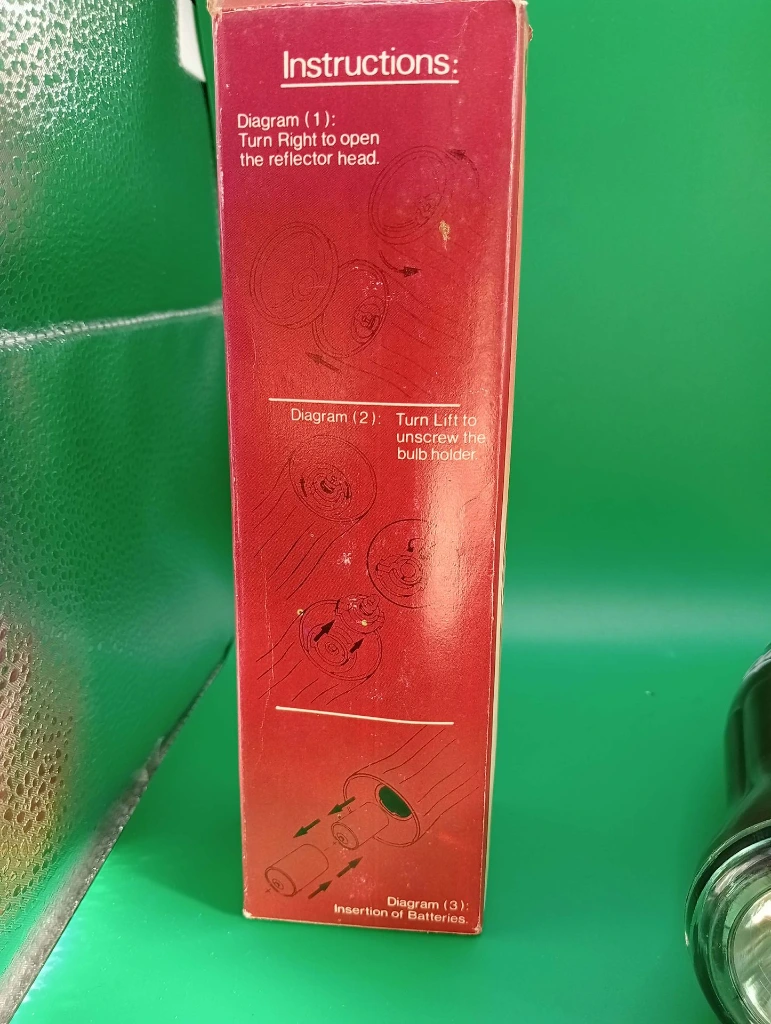 Instructions:
Diagram (1):
Turn Right to open
the reflector head.
Diagram (2): Turn Lift to
unscrew the
bulb holder.
Diagram (3):
Insertion of Batteries.